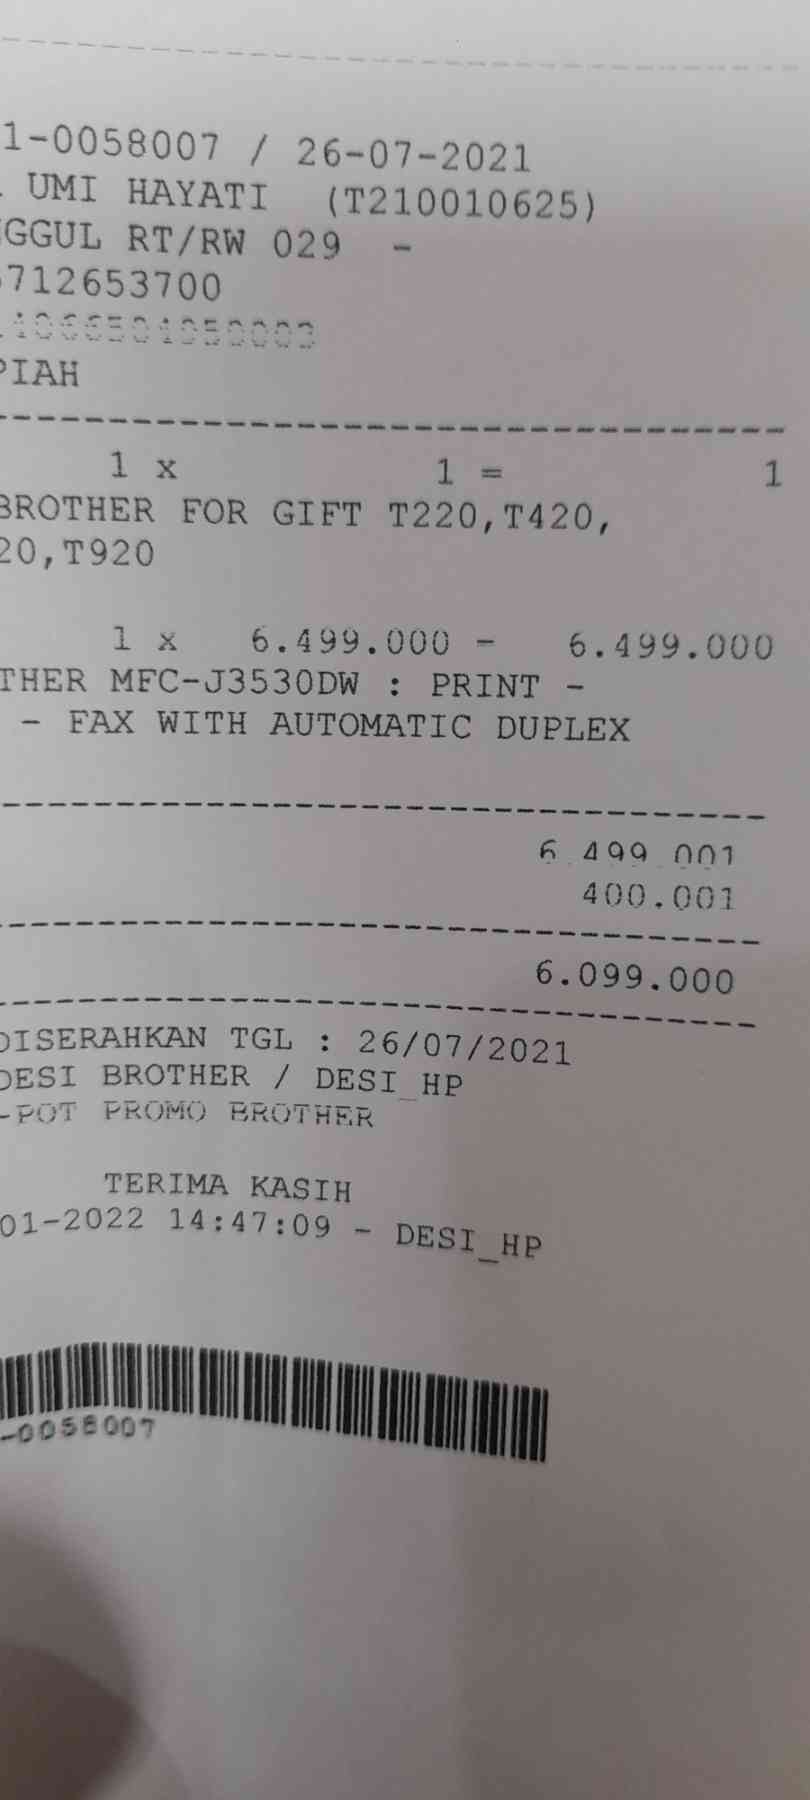 1-0058007 / 26-07-2021
UMI HAYATI (T210010625)
GGUL RT/RW 029 -
712653700
PIAH
1 x 1 = 1
BROTHER FOR GIFT T220,T420,
20,T920
1 x 6.499.000 - 6.499.000
THER MFC-J3530DW : PRINT -
- FAX WITH AUTOMATIC DUPLEX
6.499.001
400.001
6.099.000
DISERAHKAN TGL : 26/07/2021
DESI BROTHER / DESI_HP
-POT PROMO BROTHER
TERIMA KASIH
01-2022 14:47:09 - DESI_HP
-0058007